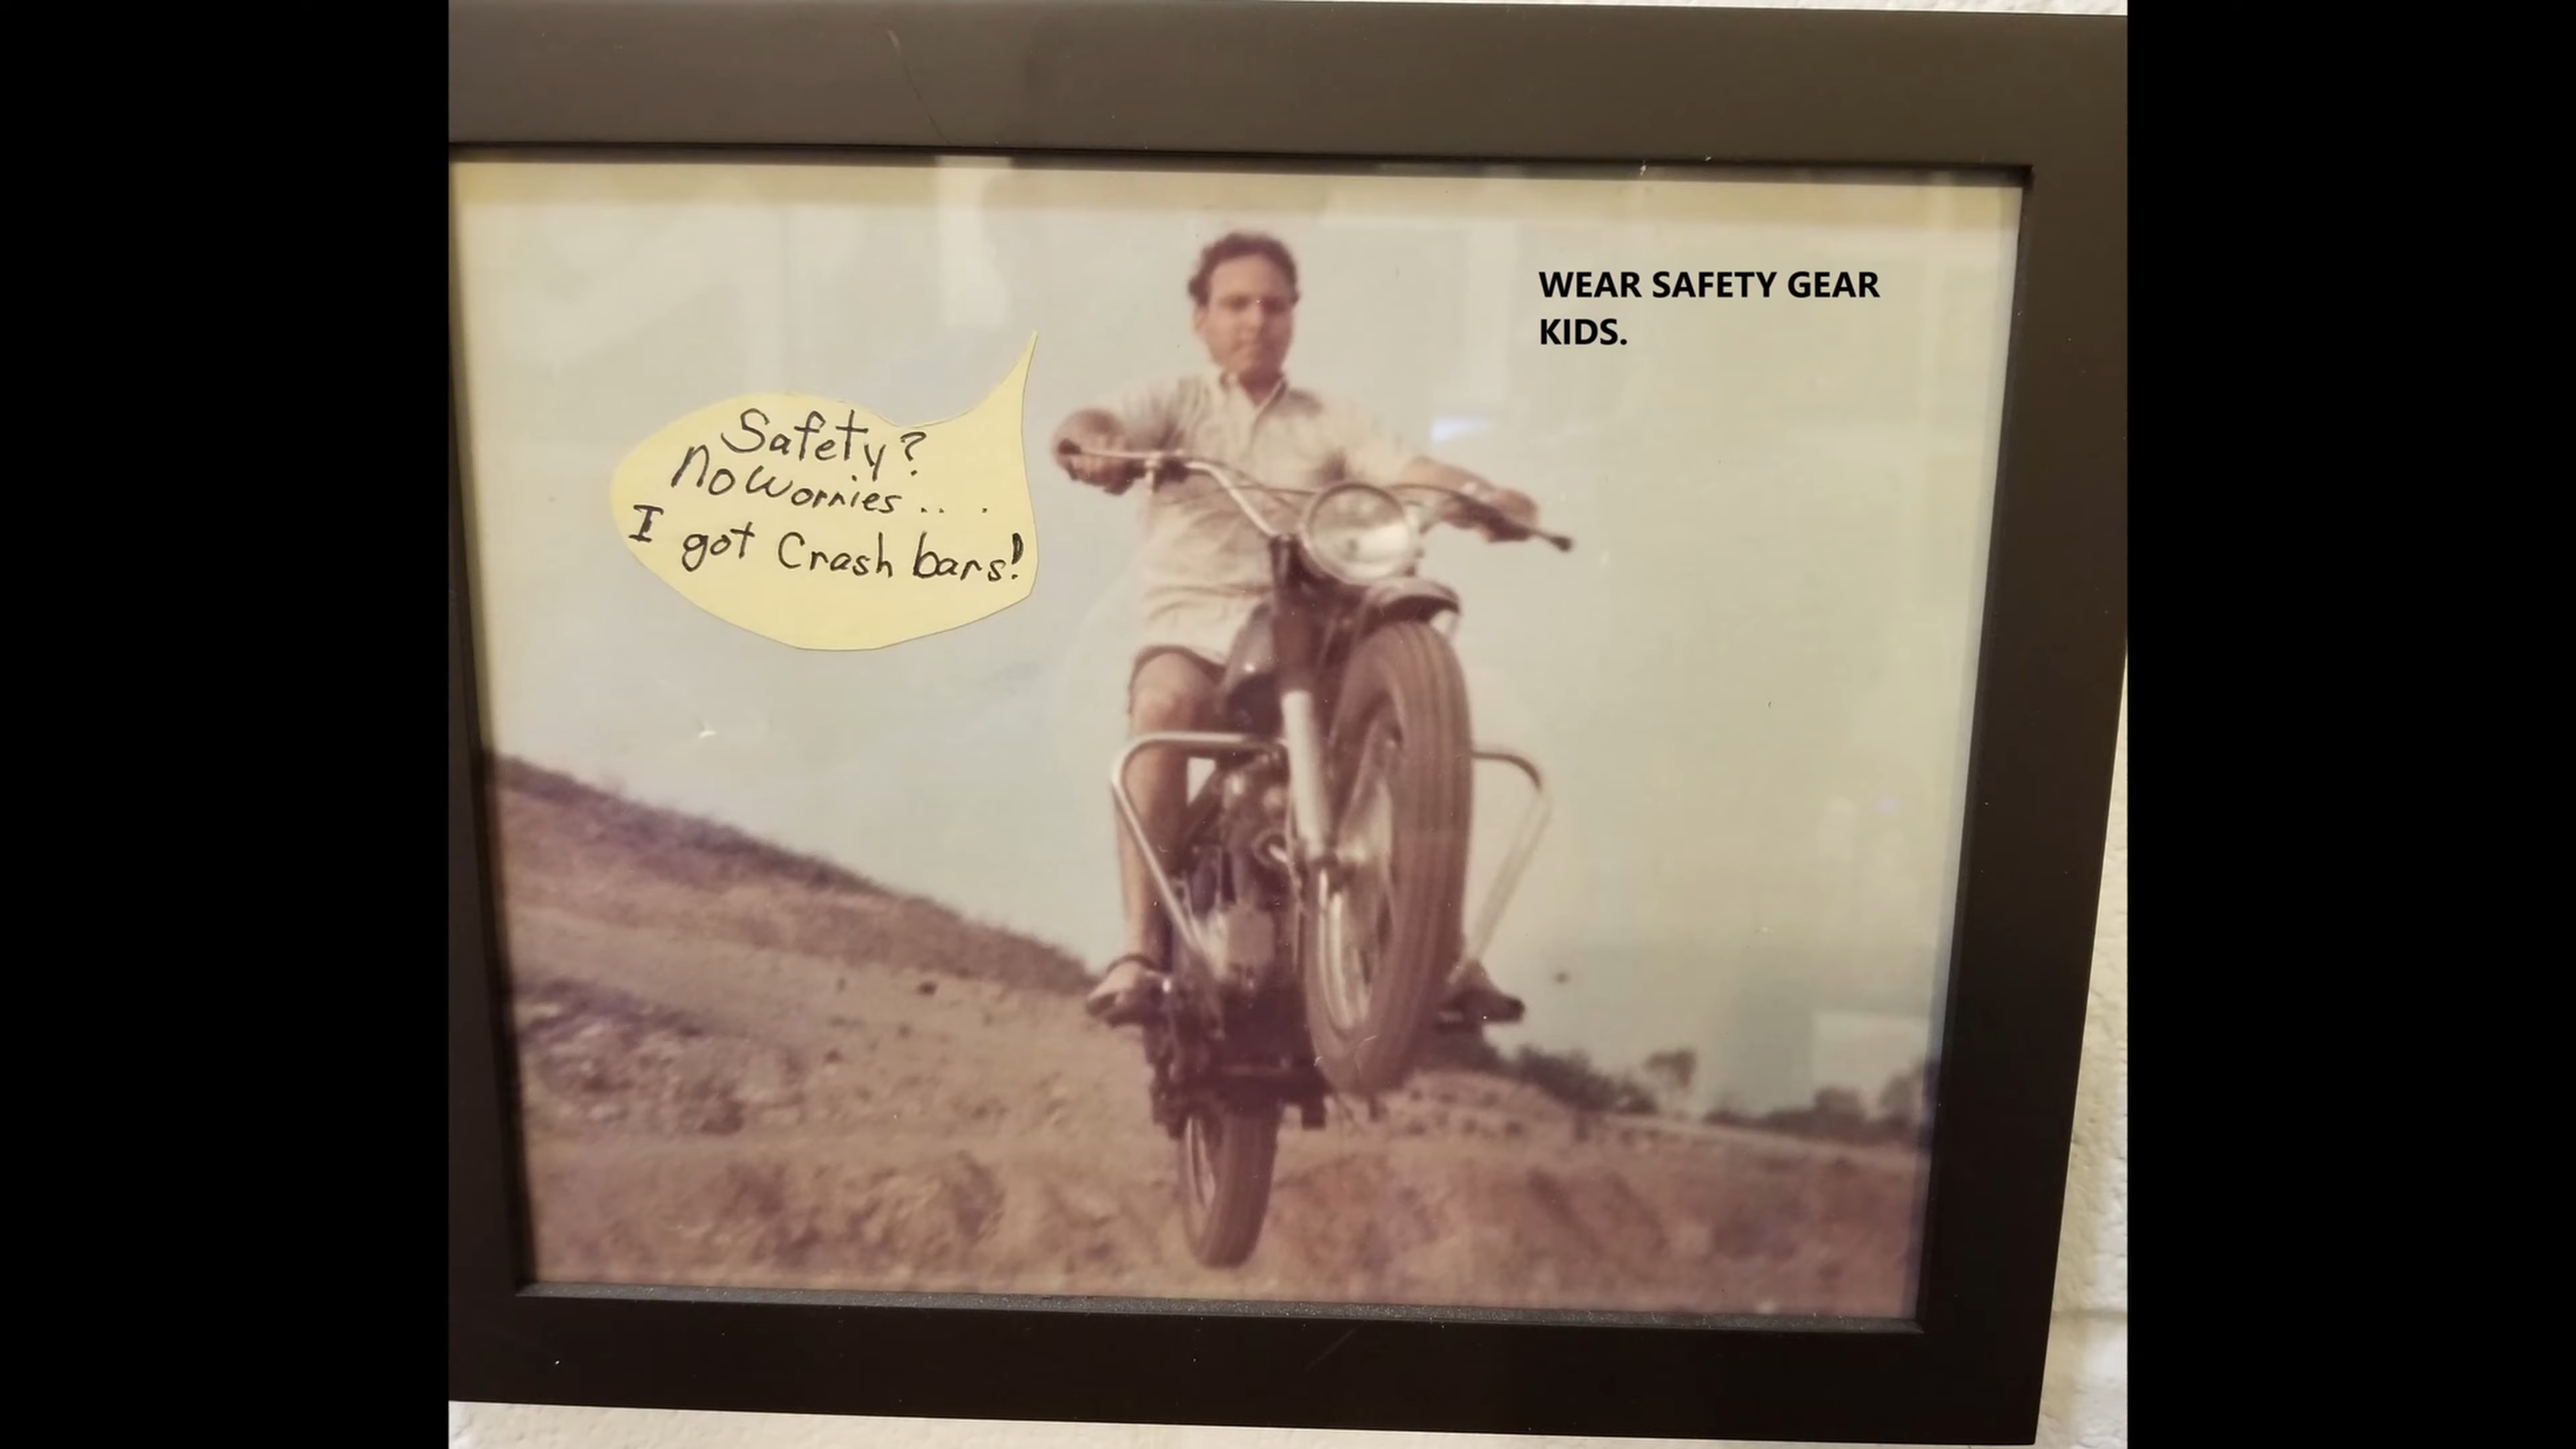 Safety?
No Worries....
I got Crash bars!
WEAR SAFETY GEAR
KIDS.